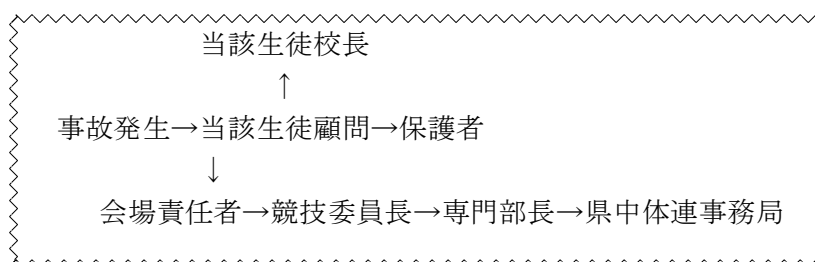 当該生徒校長
↑
事故発生→当該生徒顧問→保護者
↓
会場責任者→競技委員長→専門部長→県中体連事務局